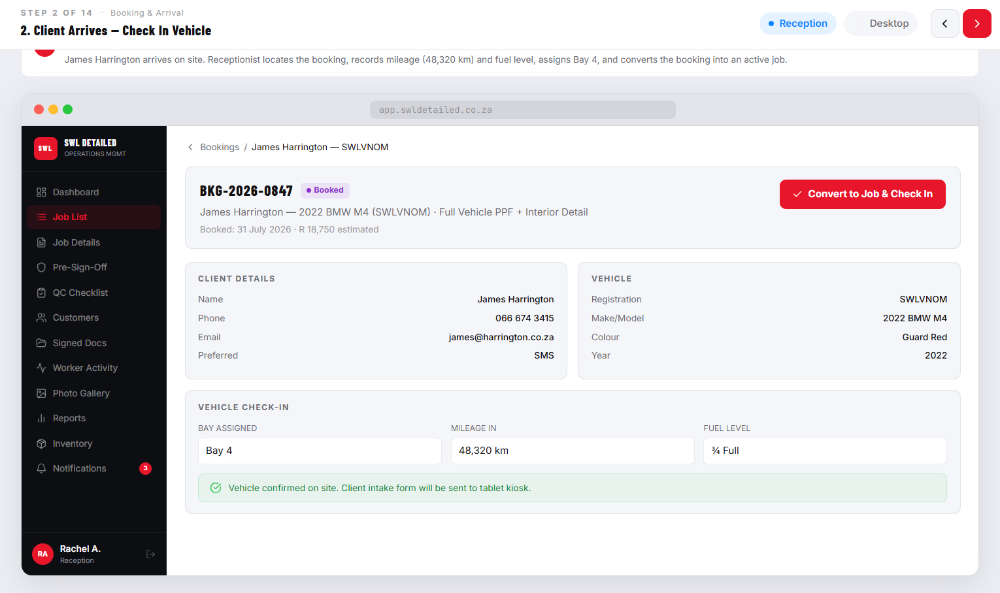 STEP 2 OF 14 · Booking & Arrival
2. Client Arrives — Check In Vehicle
Reception
Desktop
James Harrington arrives on site. Receptionist locates the booking, records mileage (48,320 km) and fuel level, assigns Bay 4, and converts the booking into an active job.
app.swldetailed.co.za
SWL
SWL DETAILED
OPERATIONS MGMT
Dashboard
Job List
Job Details
Pre-Sign-Off
QC Checklist
Customers
Signed Docs
Worker Activity
Photo Gallery
Reports
Inventory
Notifications 3
RA
Rachel A.
Reception
Bookings / James Harrington — SWLVNOM
BKG-2026-0847 Booked
James Harrington — 2022 BMW M4 (SWLVNOM) · Full Vehicle PPF + Interior Detail
Booked: 31 July 2026 · R 18,750 estimated
Convert to Job & Check In
CLIENT DETAILS
Name James Harrington
Phone 066 674 3415
Email james@harrington.co.za
Preferred SMS
VEHICLE
Registration SWLVNOM
Make/Model 2022 BMW M4
Colour Guard Red
Year 2022
VEHICLE CHECK-IN
BAY ASSIGNED
Bay 4
MILEAGE IN
48,320 km
FUEL LEVEL
¾ Full
Vehicle confirmed on site. Client intake form will be sent to tablet kiosk.